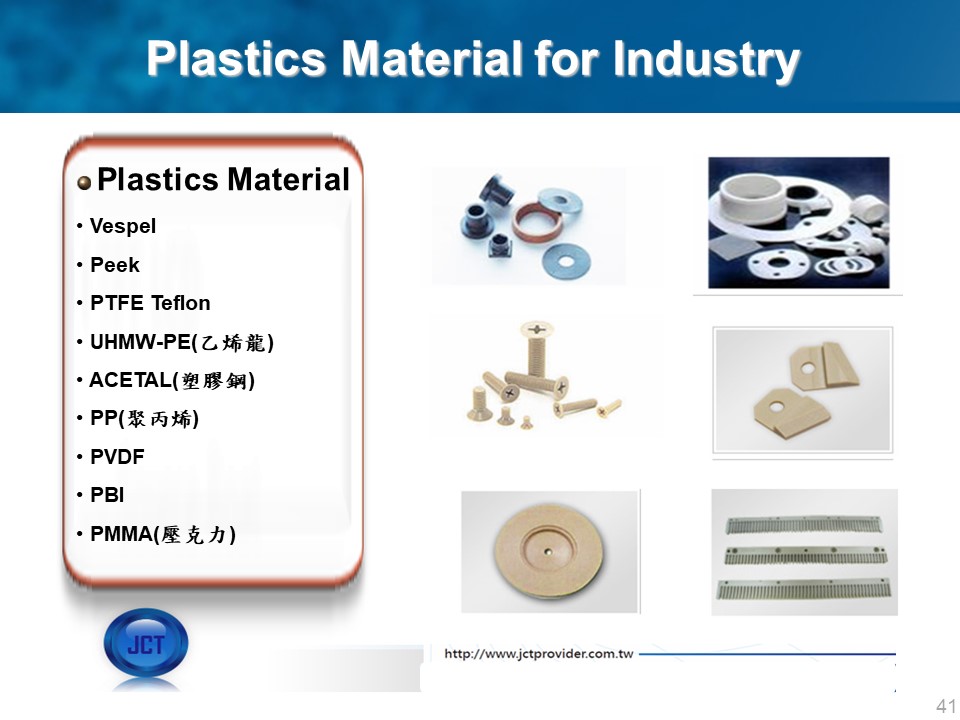 Plastics Material for Industry
Plastics Material
• Vespel
• Peek
• PTFE Teflon
• UHMW-PE(乙烯龍)
• ACETAL(塑膠鋼)
• PP(聚丙烯)
• PVDF
• PBI
• PMMA(壓克力)
JCT
http://www.jctprovider.com.tw
41